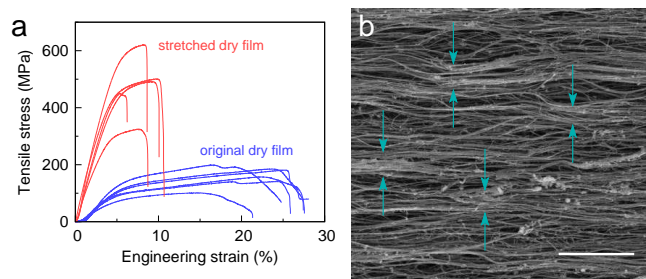 a
600
400
200
0
0
10
20
30
Tensile stress (MPa)
Engineering strain (%)
stretched dry film
original dry film
b